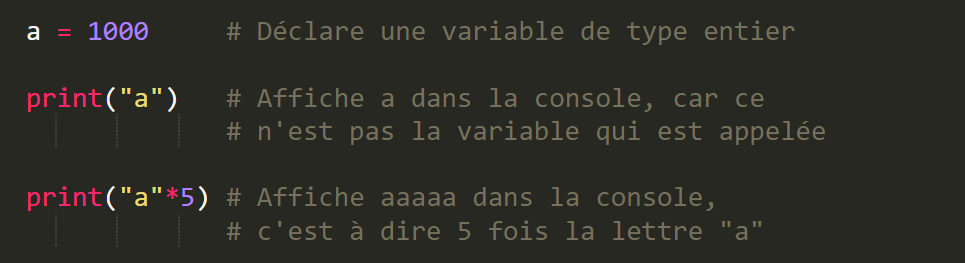 a = 1000 # Déclare une variable de type entier
print("a") # Affiche a dans la console, car ce
# n'est pas la variable qui est appelée
print("a"*5) # Affiche aaaaa dans la console,
# c'est à dire 5 fois la lettre "a"